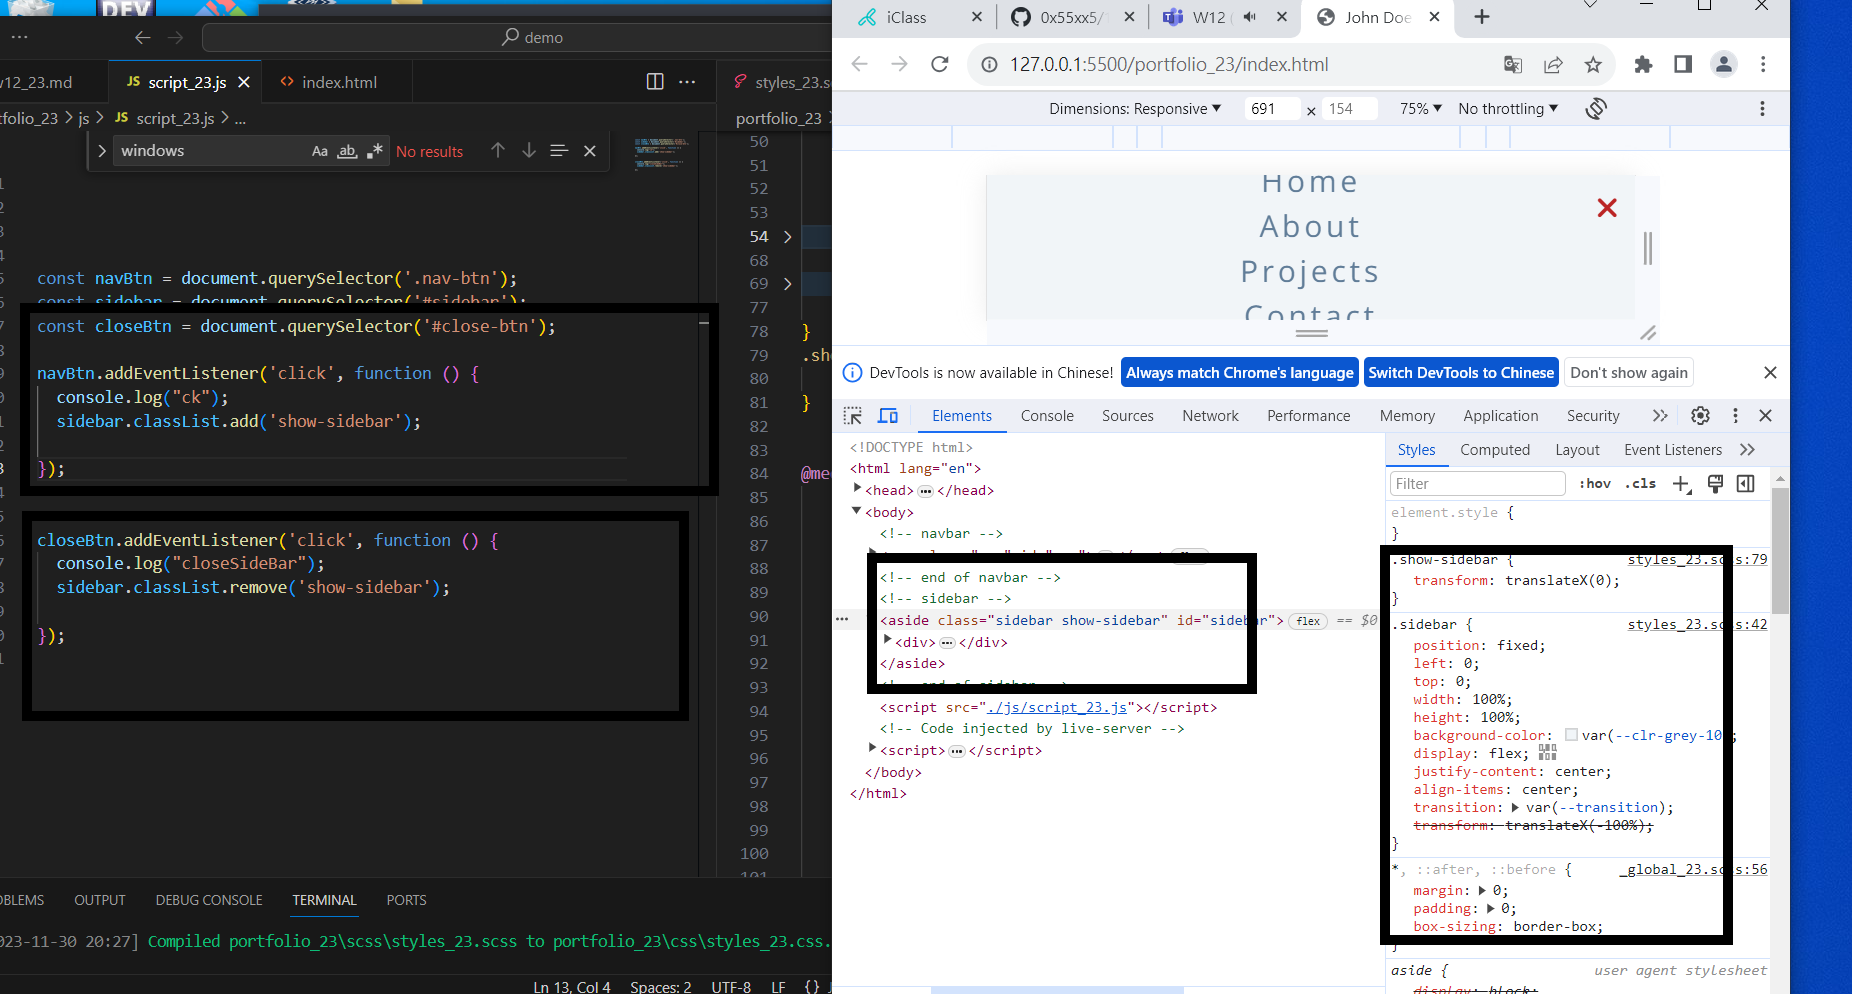 DEV
demo
w12_23.md
JS script_23.js
index.html
folio_23 > js > JS script_23.js > ...
windows
Aa ab
No results
const navBtn = document.querySelector('.nav-btn');
const sidebar = document.querySelector('#sidebar');
const closeBtn = document.querySelector('#close-btn');
navBtn.addEventListener('click', function () {
console.log("ck");
sidebar.classList.add('show-sidebar');
});
closeBtn.addEventListener('click', function () {
console.log("closeSideBar");
sidebar.classList.remove('show-sidebar');
});
OUTPUT
DEBUG CONSOLE
TERMINAL
PORTS
023-11-30 20:27] Compiled portfolio_23\scss\styles_23.scss to portfolio_23\css\styles_23.css.
Ln 13, Col 4
Spaces: 2
UTF-8
LF
{}
styles_23.s
portfolio_23
50
51
52
53
54
68
69
77
78 }
79 .sh
80
81 }
82
83
84 @me
85
86
87
88
89
90
91
92
93
94
95
96
97
98
99
100
iClass
0x55xx5/
W12
John Doe
127.0.0.1:5500/portfolio_23/index.html
Dimensions: Responsive
691 × 154
75%
No throttling
Home
About
Projects
Contact
DevTools is now available in Chinese!
Always match Chrome's language
Switch DevTools to Chinese
Don't show again
Elements
Console
Sources
Network
Performance
Memory
Application
Security
<!DOCTYPE html>
<html lang="en">
<head> ... </head>
<body>
<!-- navbar -->
<!-- end of navbar -->
<!-- sidebar -->
<aside class="sidebar show-sidebar" id="sidebar"> flex == $0
<div> ... </div>
</aside>
<!-- end of sidebar -->
<script src="./js/script_23.js"></script>
<!-- Code injected by live-server -->
<script> ... </script>
</body>
</html>
Styles
Computed
Layout
Event Listeners
Filter
:hov .cls
element.style {
}
.show-sidebar { styles_23.scss:79
transform: translateX(0);
}
.sidebar { styles_23.scss:42
position: fixed;
left: 0;
top: 0;
width: 100%;
height: 100%;
background-color: var(--clr-grey-10);
display: flex;
justify-content: center;
align-items: center;
transition: var(--transition);
transform: translateX(-100%);
}
*, ::after, ::before { _global_23.scss:56
margin: 0;
padding: 0;
box-sizing: border-box;
}
aside { user agent stylesheet
display: block;